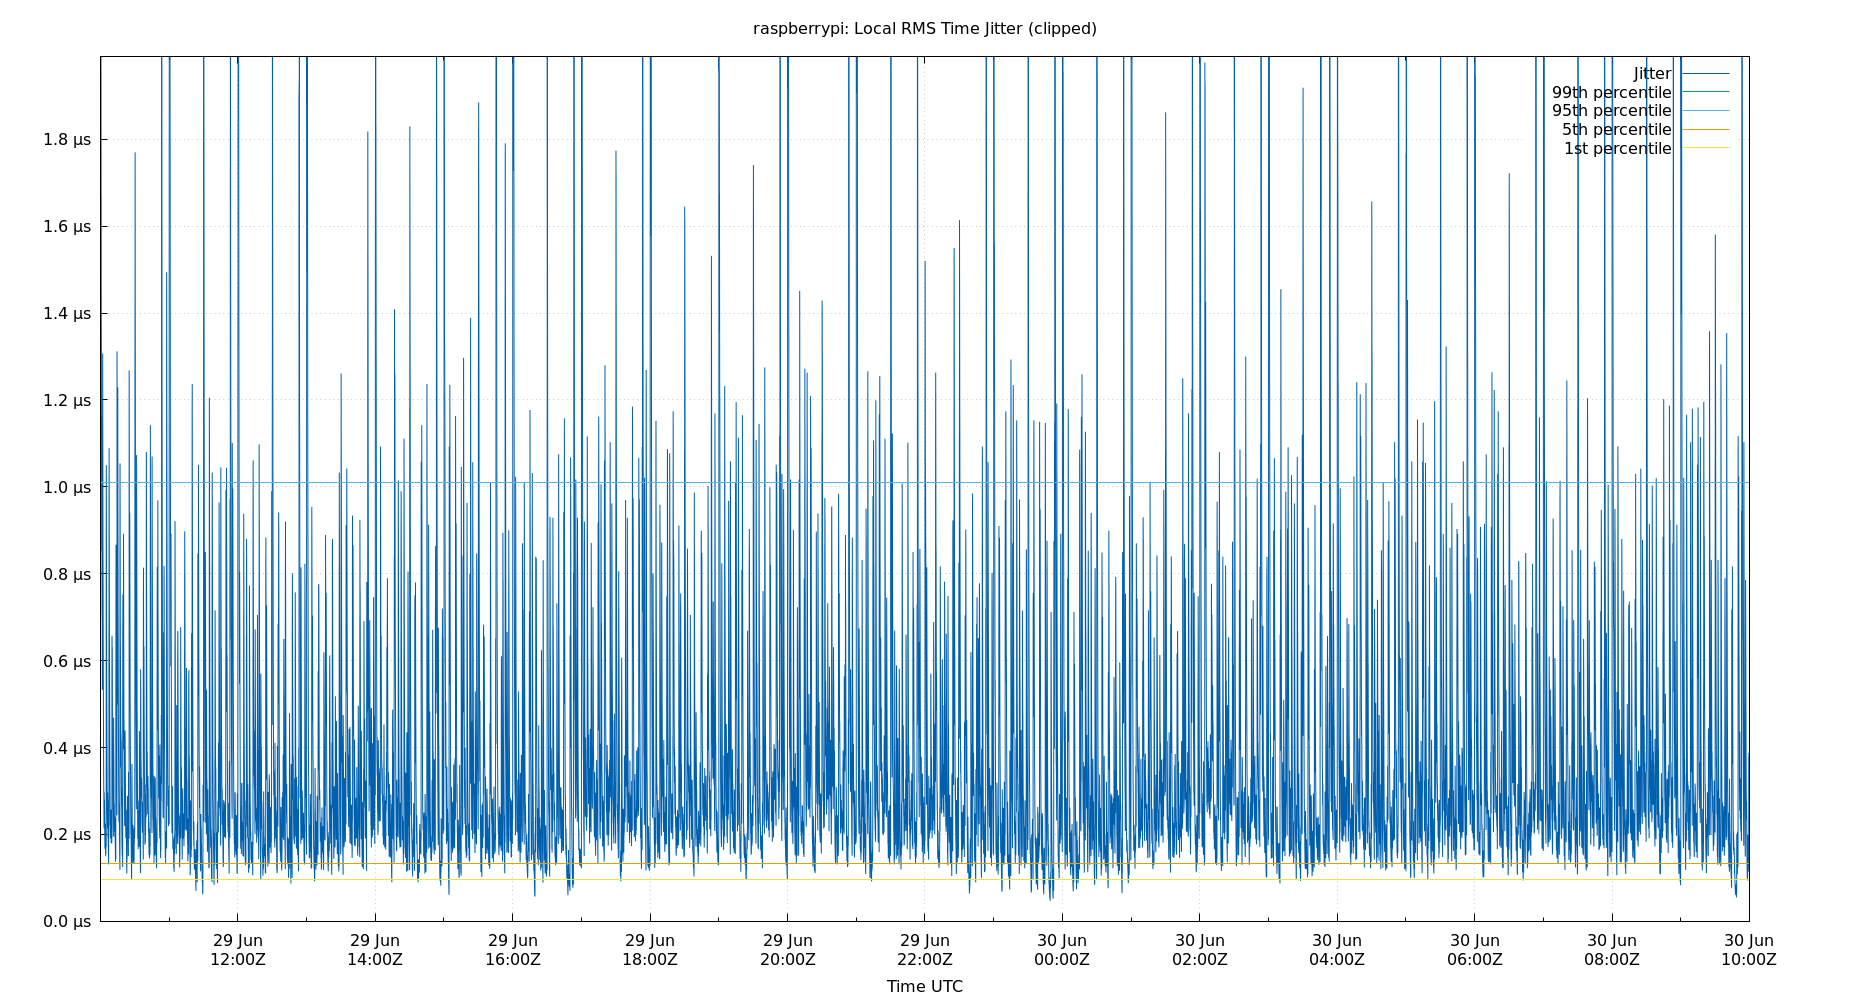 raspberrypi: Local RMS Time Jitter (clipped)
Jitter
99th percentile
95th percentile
5th percentile
1st percentile
1.8 µs
1.6 µs
1.4 µs
1.2 µs
1.0 µs
0.8 µs
0.6 µs
0.4 µs
0.2 µs
0.0 µs
29 Jun 29 Jun 29 Jun 29 Jun 29 Jun 29 Jun 30 Jun 30 Jun 30 Jun 30 Jun 30 Jun 30 Jun
12:00Z 14:00Z 16:00Z 18:00Z 20:00Z 22:00Z 00:00Z 02:00Z 04:00Z 06:00Z 08:00Z 10:00Z
Time UTC